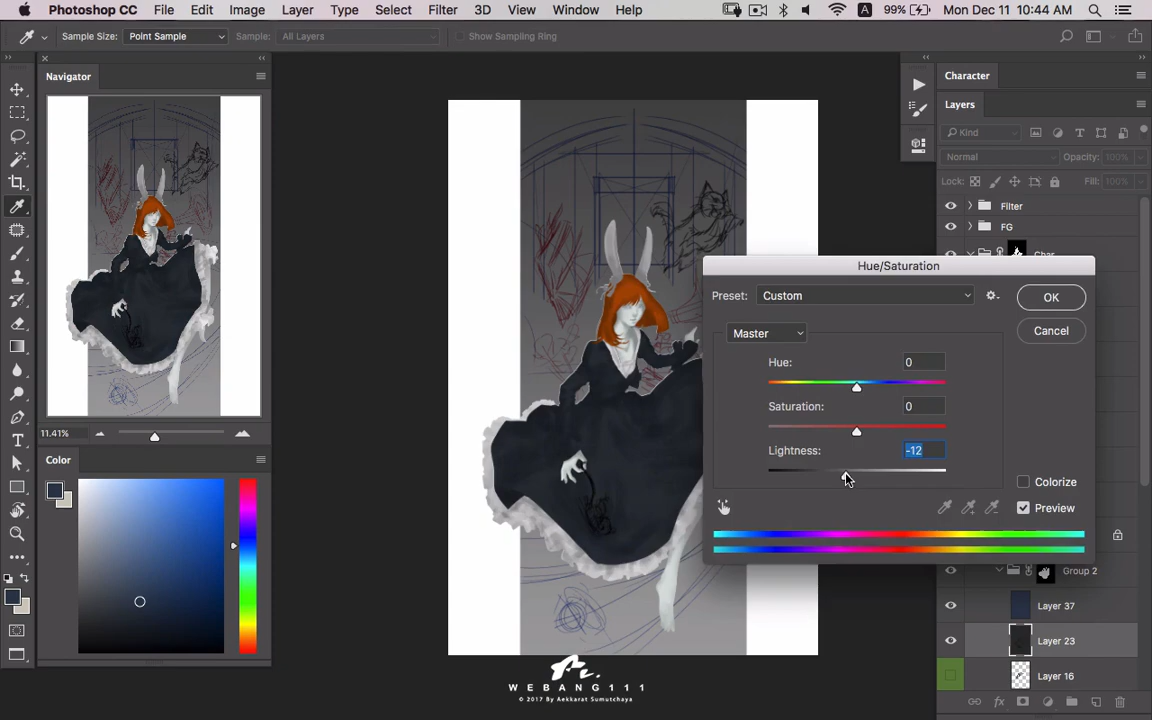 Photoshop CC File Edit Image Layer Type Select Filter 3D View Window Help A 99% Mon Dec 11 10:44 AM
Sample Size: Point Sample Sample: All Layers Show Sampling Ring
Navigator
11.41%
Color
Character
Layers
Kind
Normal Opacity: 100%
Lock: Fill: 100%
Filter
FG
Char
Hue/Saturation
Preset: Custom
OK
Master
Cancel
Hue: 0
Saturation: 0
Lightness: -12
Colorize
Preview
Group 2
Layer 37
Layer 23
Layer 16
WEBANG111
© 2017 By Aekkarat Sumutchaya